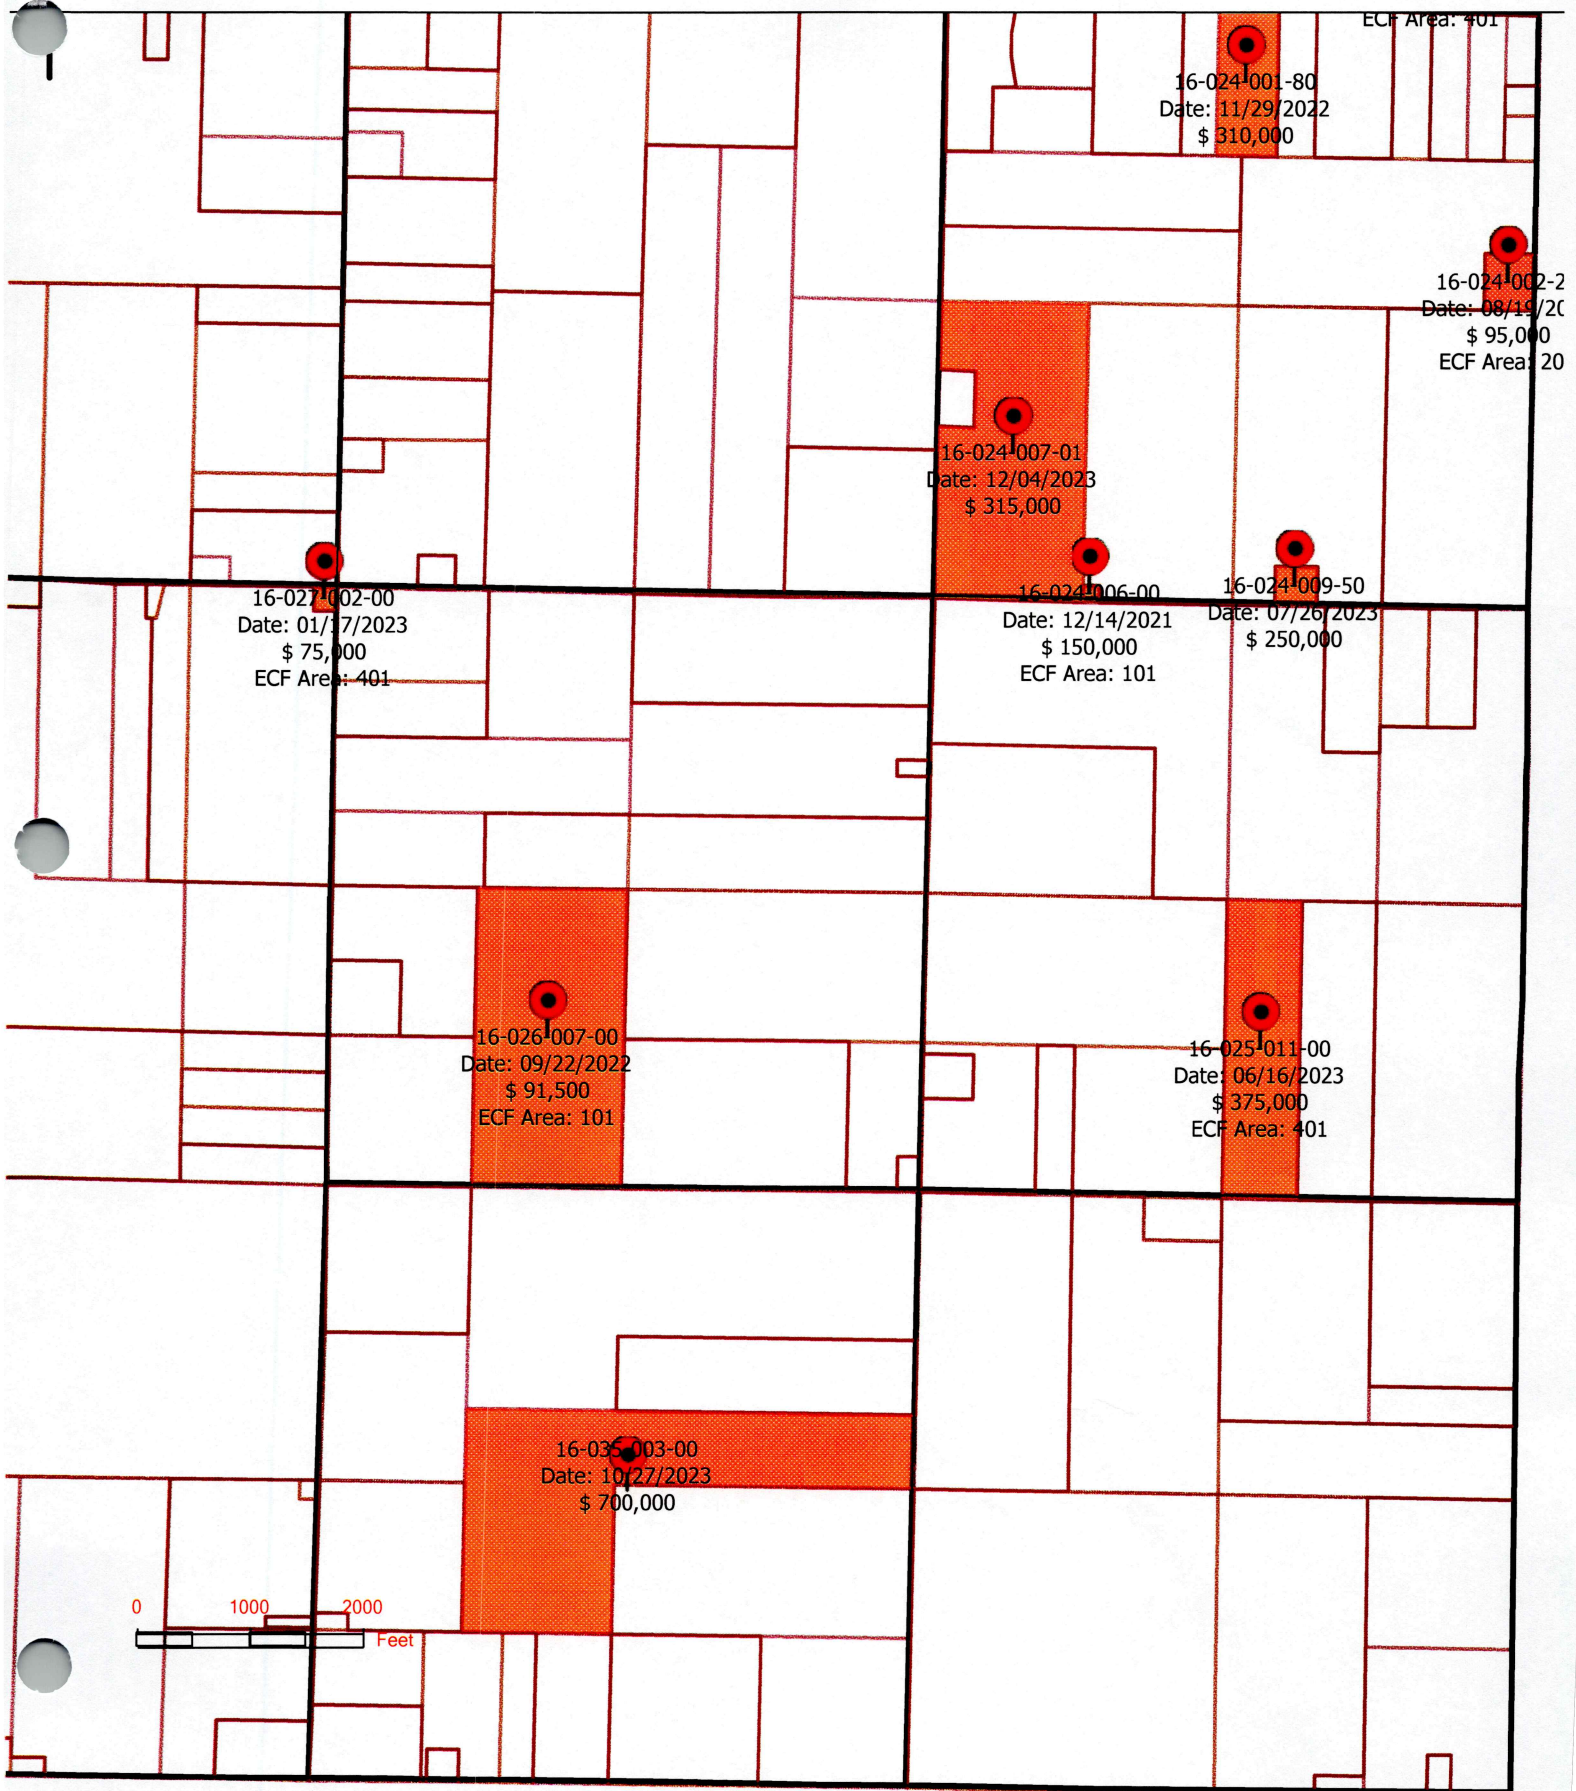 ECF Area: 401
16-024-001-80
Date: 11/29/2022
$ 310,000
16-024-002-2
Date: 08/19/20
$ 95,000
ECF Area: 20
16-024-007-01
Date: 12/04/2023
$ 315,000
16-027-002-00
Date: 01/17/2023
$ 75,000
ECF Area: 401
16-024-006-00
Date: 12/14/2021
$ 150,000
ECF Area: 101
16-024-009-50
Date: 07/26/2023
$ 250,000
16-026-007-00
Date: 09/22/2022
$ 91,500
ECF Area: 101
16-025-011-00
Date: 06/16/2023
$ 375,000
ECF Area: 401
16-035-003-00
Date: 10/27/2023
$ 700,000
0 1000 2000
Feet